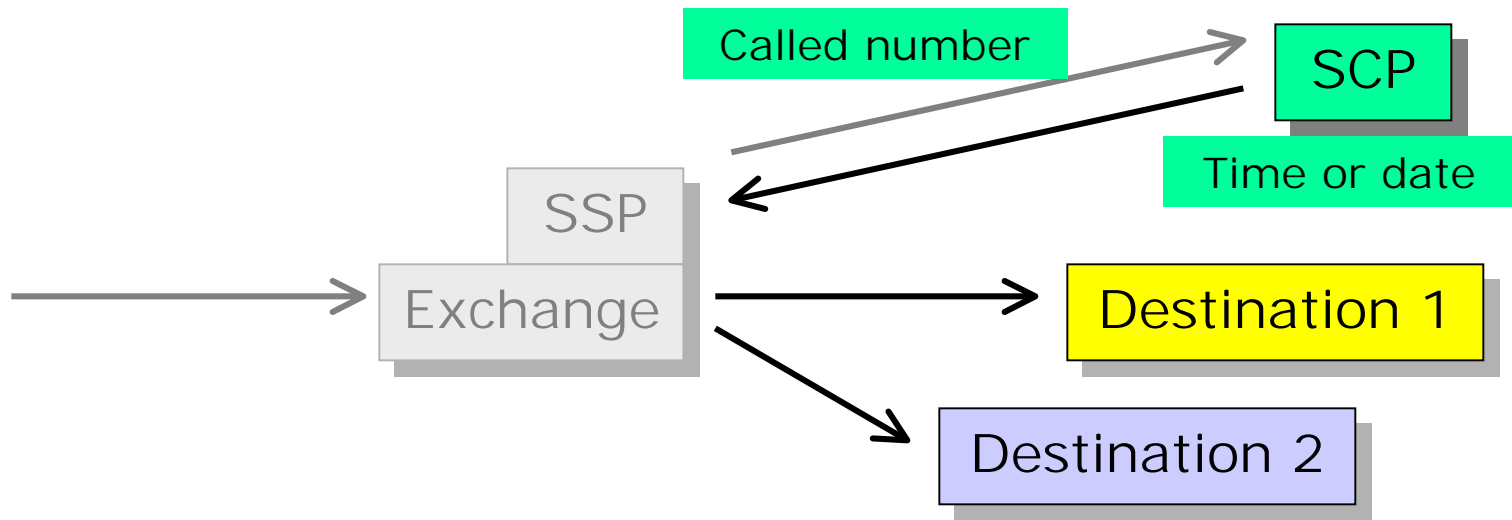 Called number
SCP
Time or date
SSP
Exchange
Destination 1
Destination 2